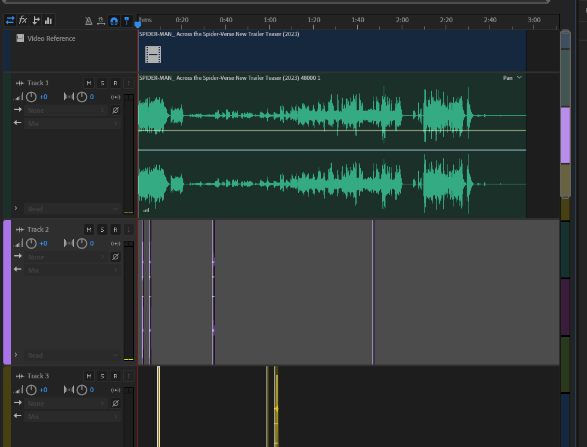 fx
hms 0:20 0:40 1:00 1:20 1:40 2:00 2:20 2:40 3:00
Video Reference
SPIDER-MAN_ Across the Spider-Verse New Trailer Teaser (2023)
Track 1 M S R I
SPIDER-MAN_ Across the Spider-Verse New Trailer Teaser (2023) 48000 1
Pan
+0 0
None
Mix
Read
Track 2 M S R I
+0 0
None
Mix
Read
Track 3 M S R I
+0 0
None
Mix